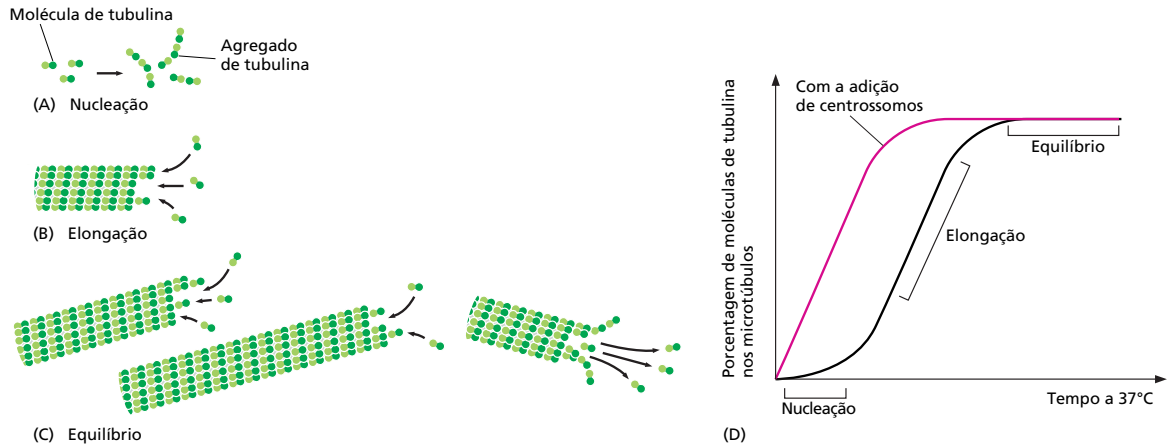 Molécula de tubulina
Agregado
de tubulina
(A) Nucleação
(B) Elongação
(C) Equilíbrio
Porcentagem de moléculas de tubulina
nos microtúbulos
Com a adição
de centrossomos
Equilíbrio
Elongação
Nucleação
Tempo a 37°C
(D)